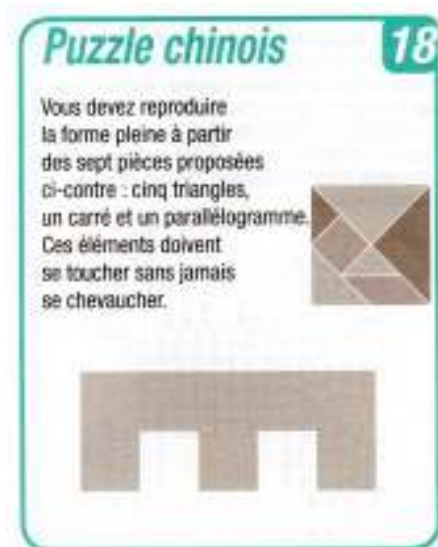 Puzzle chinois 18
Vous devez reproduire
la forme pleine à partir
des sept pièces proposées
ci-contre : cinq triangles,
un carré et un parallélogramme.
Ces éléments doivent
se toucher sans jamais
se chevaucher.